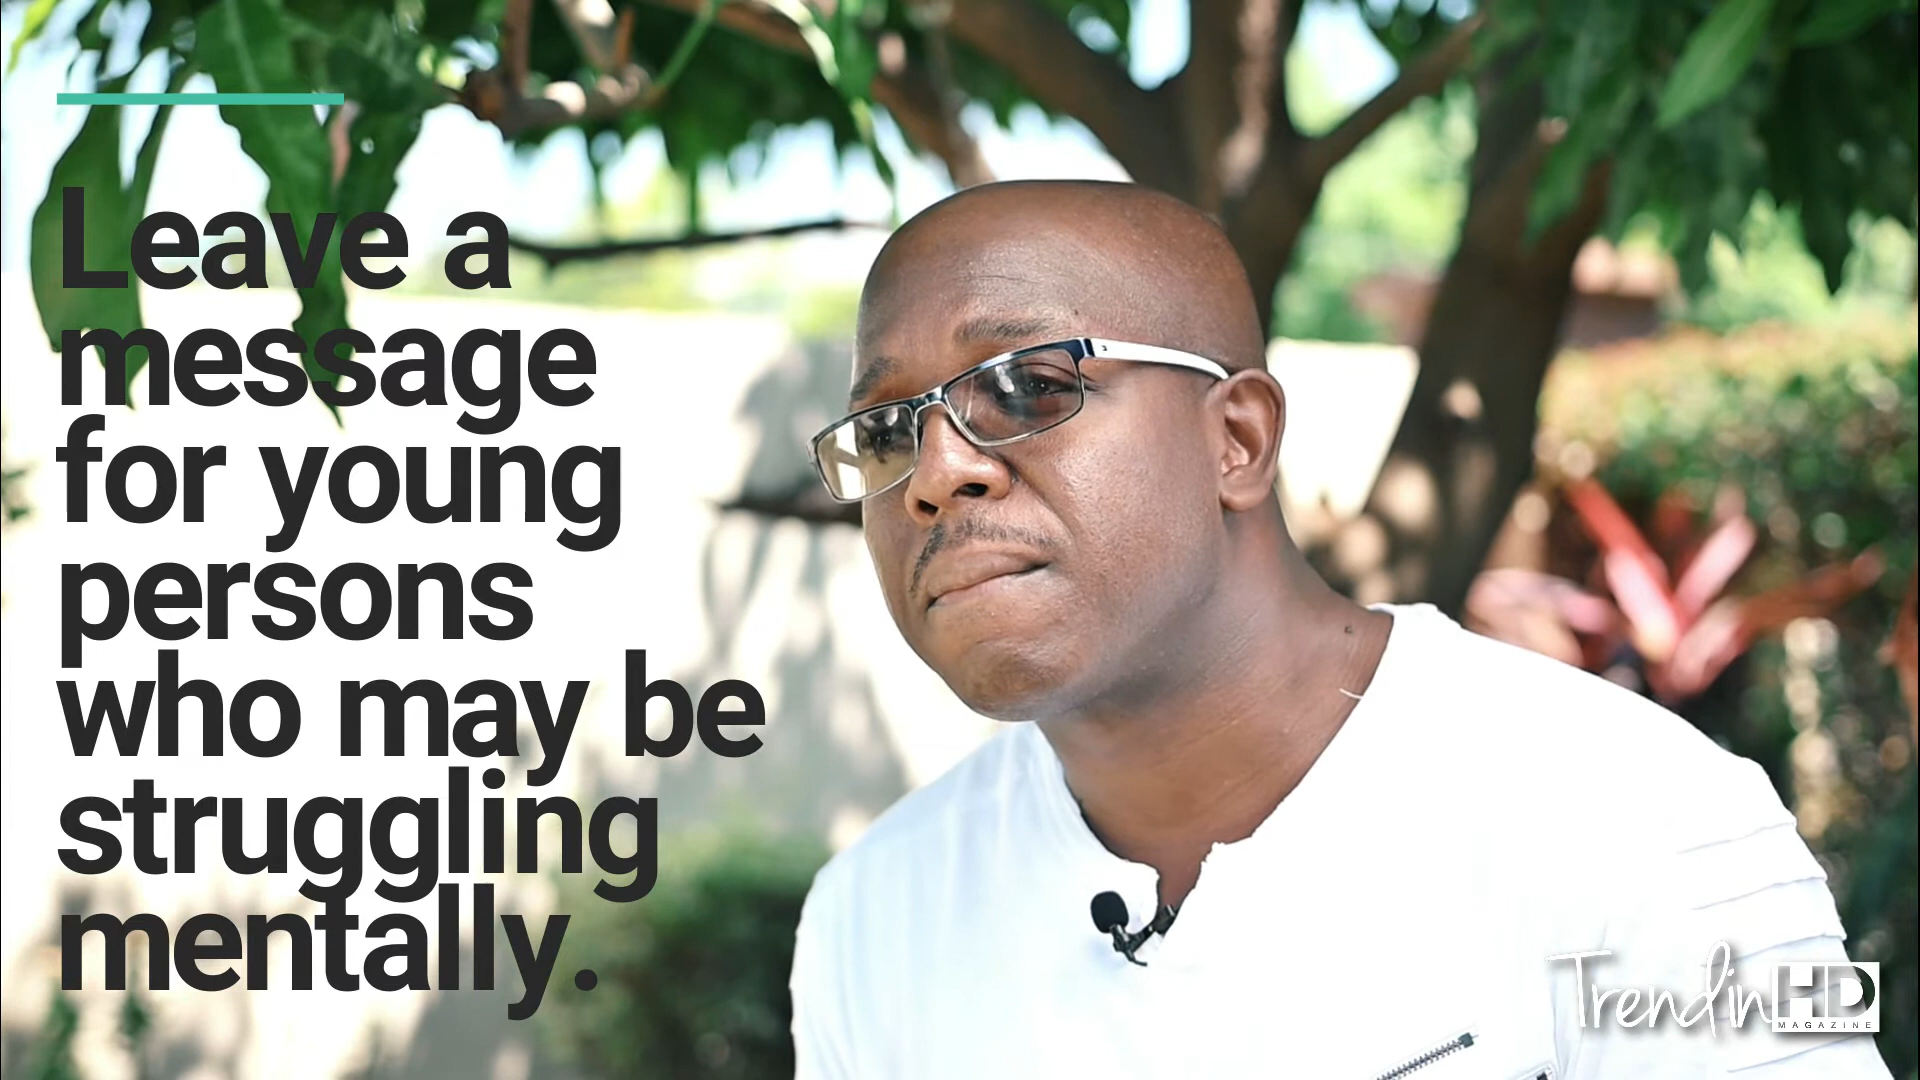 Leave a
message
for young
persons
who may be
struggling
mentally.
TrendinHD
MAGAZINE